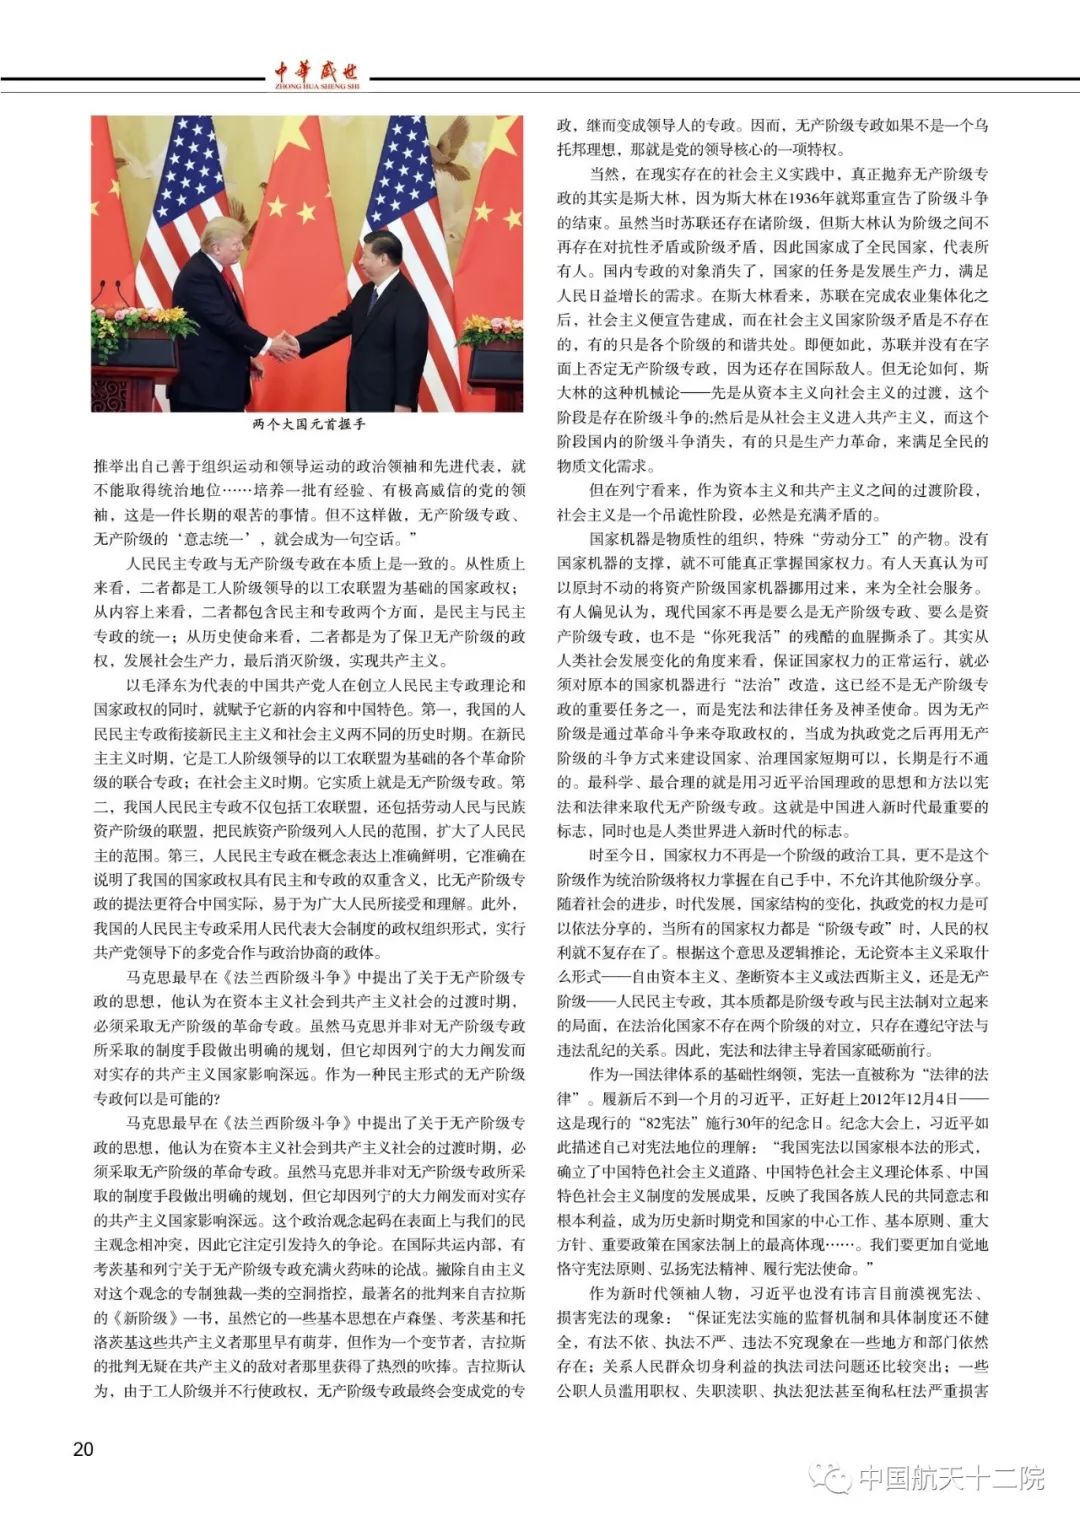 中华盛世
ZHONG HUA SHENG SHI
两个大国元首握手
推举出自己善于组织运动和领导运动的政治领袖和先进代表，就
不能取得统治地位……培养一批有经验、有极高威信的党的领
袖，这是一件长期的艰苦的事情。但不这样做，无产阶级专政、
无产阶级的‘意志统一’，就会成为一句空话。”
人民民主专政与无产阶级专政在本质上是一致的。从性质上
来看，二者都是工人阶级领导的以工农联盟为基础的国家政权；
从内容上来看，二者都包含民主和专政两个方面，是民主与民主
专政的统一；从历史使命来看，二者都是为了保卫无产阶级的政
权，发展社会生产力，最后消灭阶级，实现共产主义。
以毛泽东为代表的中国共产党人在创立人民民主专政理论和
国家政权的同时，就赋予它新的内容和中国特色。第一，我国的人
民民主专政衔接新民主主义和社会主义两不同的历史时期。在新民
主主义时期，它是工人阶级领导的以工农联盟为基础的各个革命阶
级的联合专政；在社会主义时期。它实质上就是无产阶级专政。第
二，我国人民民主专政不仅包括工农联盟，还包括劳动人民与民族
资产阶级的联盟，把民族资产阶级列入人民的范围，扩大了人民民
主的范围。第三，人民民主专政在概念表达上准确鲜明，它准确在
说明了我国的国家政权具有民主和专政的双重含义，比无产阶级专
政的提法更符合中国实际，易于为广大人民所接受和理解。此外，
我国的人民民主专政采用人民代表大会制度的政权组织形式，实行
共产党领导下的多党合作与政治协商的政体。
马克思最早在《法兰西阶级斗争》中提出了关于无产阶级专
政的思想，他认为在资本主义社会到共产主义社会的过渡时期，
必须采取无产阶级的革命专政。虽然马克思并非对无产阶级专政
所采取的制度手段做出明确的规划，但它却因列宁的大力阐发而
对实存的共产主义国家影响深远。作为一种民主形式的无产阶级
专政何以是可能的?
马克思最早在《法兰西阶级斗争》中提出了关于无产阶级专
政的思想，他认为在资本主义社会到共产主义社会的过渡时期，必
须采取无产阶级的革命专政。虽然马克思并非对无产阶级专政所采
取的制度手段做出明确的规划，但它却因列宁的大力阐发而对实存
的共产主义国家影响深远。这个政治观念起码在表面上与我们的民
主观念相冲突，因此它注定引发持久的争论。在国际共运内部，有
考茨基和列宁关于无产阶级专政充满火药味的论战。撇除自由主义
对这个观念的专制独裁一类的空洞指控，最著名的批判来自吉拉斯
的《新阶级》一书，虽然它的一些基本思想在卢森堡、考茨基和托
洛茨基这些共产主义者那里早有萌芽，但作为一个变节者，吉拉斯
的批判无疑在共产主义的敌对者那里获得了热烈的吹捧。吉拉斯认
为，由于工人阶级并不行使政权，无产阶级专政最终会变成党的专
政，继而变成领导人的专政。因而，无产阶级专政如果不是一个乌
托邦理想，那就是党的领导核心的一项特权。
当然，在现实存在的社会主义实践中，真正抛弃无产阶级专
政的其实是斯大林，因为斯大林在1936年就郑重宣告了阶级斗争
的结束。虽然当时苏联还存在诸阶级，但斯大林认为阶级之间不
再存在对抗性矛盾或阶级矛盾，因此国家成了全民国家，代表所
有人。国内专政的对象消失了，国家的任务是发展生产力，满足
人民日益增长的需求。在斯大林看来，苏联在完成农业集体化之
后，社会主义便宣告建成，而在社会主义国家阶级矛盾是不存在
的，有的只是各个阶级的和谐共处。即便如此，苏联并没有在字
面上否定无产阶级专政，因为还存在国际敌人。但无论如何，斯
大林的这种机械论——先是从资本主义向社会主义的过渡，这个
阶段是存在阶级斗争的;然后是从社会主义进入共产主义，而这个
阶段国内的阶级斗争消失，有的只是生产力革命，来满足全民的
物质文化需求。
但在列宁看来，作为资本主义和共产主义之间的过渡阶段，
社会主义是一个吊诡性阶段，必然是充满矛盾的。
国家机器是物质性的组织，特殊“劳动分工”的产物。没有
国家机器的支撑，就不可能真正掌握国家权力。有人天真认为可
以原封不动的将资产阶级国家机器挪用过来，来为全社会服务。
有人偏见认为，现代国家不再是要么是无产阶级专政、要么是资
产阶级专政，也不是“你死我活”的残酷的血腥撕杀了。其实从
人类社会发展变化的角度来看，保证国家权力的正常运行，就必
须对原本的国家机器进行“法治”改造，这已经不是无产阶级专
政的重要任务之一，而是宪法和法律任务及神圣使命。因为无产
阶级是通过革命斗争来夺取政权的，当成为执政党之后再用无产
阶级的斗争方式来建设国家、治理国家短期可以，长期是行不通
的。最科学、最合理的就是用习近平治国理政的思想和方法以宪
法和法律来取代无产阶级专政。这就是中国进入新时代最重要的
标志，同时也是人类世界进入新时代的标志。
时至今日，国家权力不再是一个阶级的政治工具，更不是这个
阶级作为统治阶级将权力掌握在自己手中，不允许其他阶级分享。
随着社会的进步，时代发展，国家结构的变化，执政党的权力是可
以依法分享的，当所有的国家权力都是“阶级专政”时，人民的权
利就不复存在了。根据这个意思及逻辑推论，无论资本主义采取什
么形式——自由资本主义、垄断资本主义或法西斯主义，还是无产
阶级——人民民主专政，其本质都是阶级专政与民主法制对立起来
的局面，在法治化国家不存在两个阶级的对立，只存在遵纪守法与
违法乱纪的关系。因此，宪法和法律主导着国家砥砺前行。
作为一国法律体系的基础性纲领，宪法一直被称为“法律的法
律”。履新后不到一个月的习近平，正好赶上2012年12月4日——
这是现行的“82宪法”施行30年的纪念日。纪念大会上，习近平如
此描述自己对宪法地位的理解：“我国宪法以国家根本法的形式，
确立了中国特色社会主义道路、中国特色社会主义理论体系、中国
特色社会主义制度的发展成果，反映了我国各族人民的共同意志和
根本利益，成为历史新时期党和国家的中心工作、基本原则、重大
方针、重要政策在国家法制上的最高体现……。我们要更加自觉地
恪守宪法原则、弘扬宪法精神、履行宪法使命。”
作为新时代领袖人物，习近平也没有讳言目前漠视宪法、
损害宪法的现象：“保证宪法实施的监督机制和具体制度还不健
全，有法不依、执法不严、违法不究现象在一些地方和部门依然
存在；关系人民群众切身利益的执法司法问题还比较突出；一些
公职人员滥用职权、失职渎职、执法犯法甚至徇私枉法严重损害
20
中国航天十二院